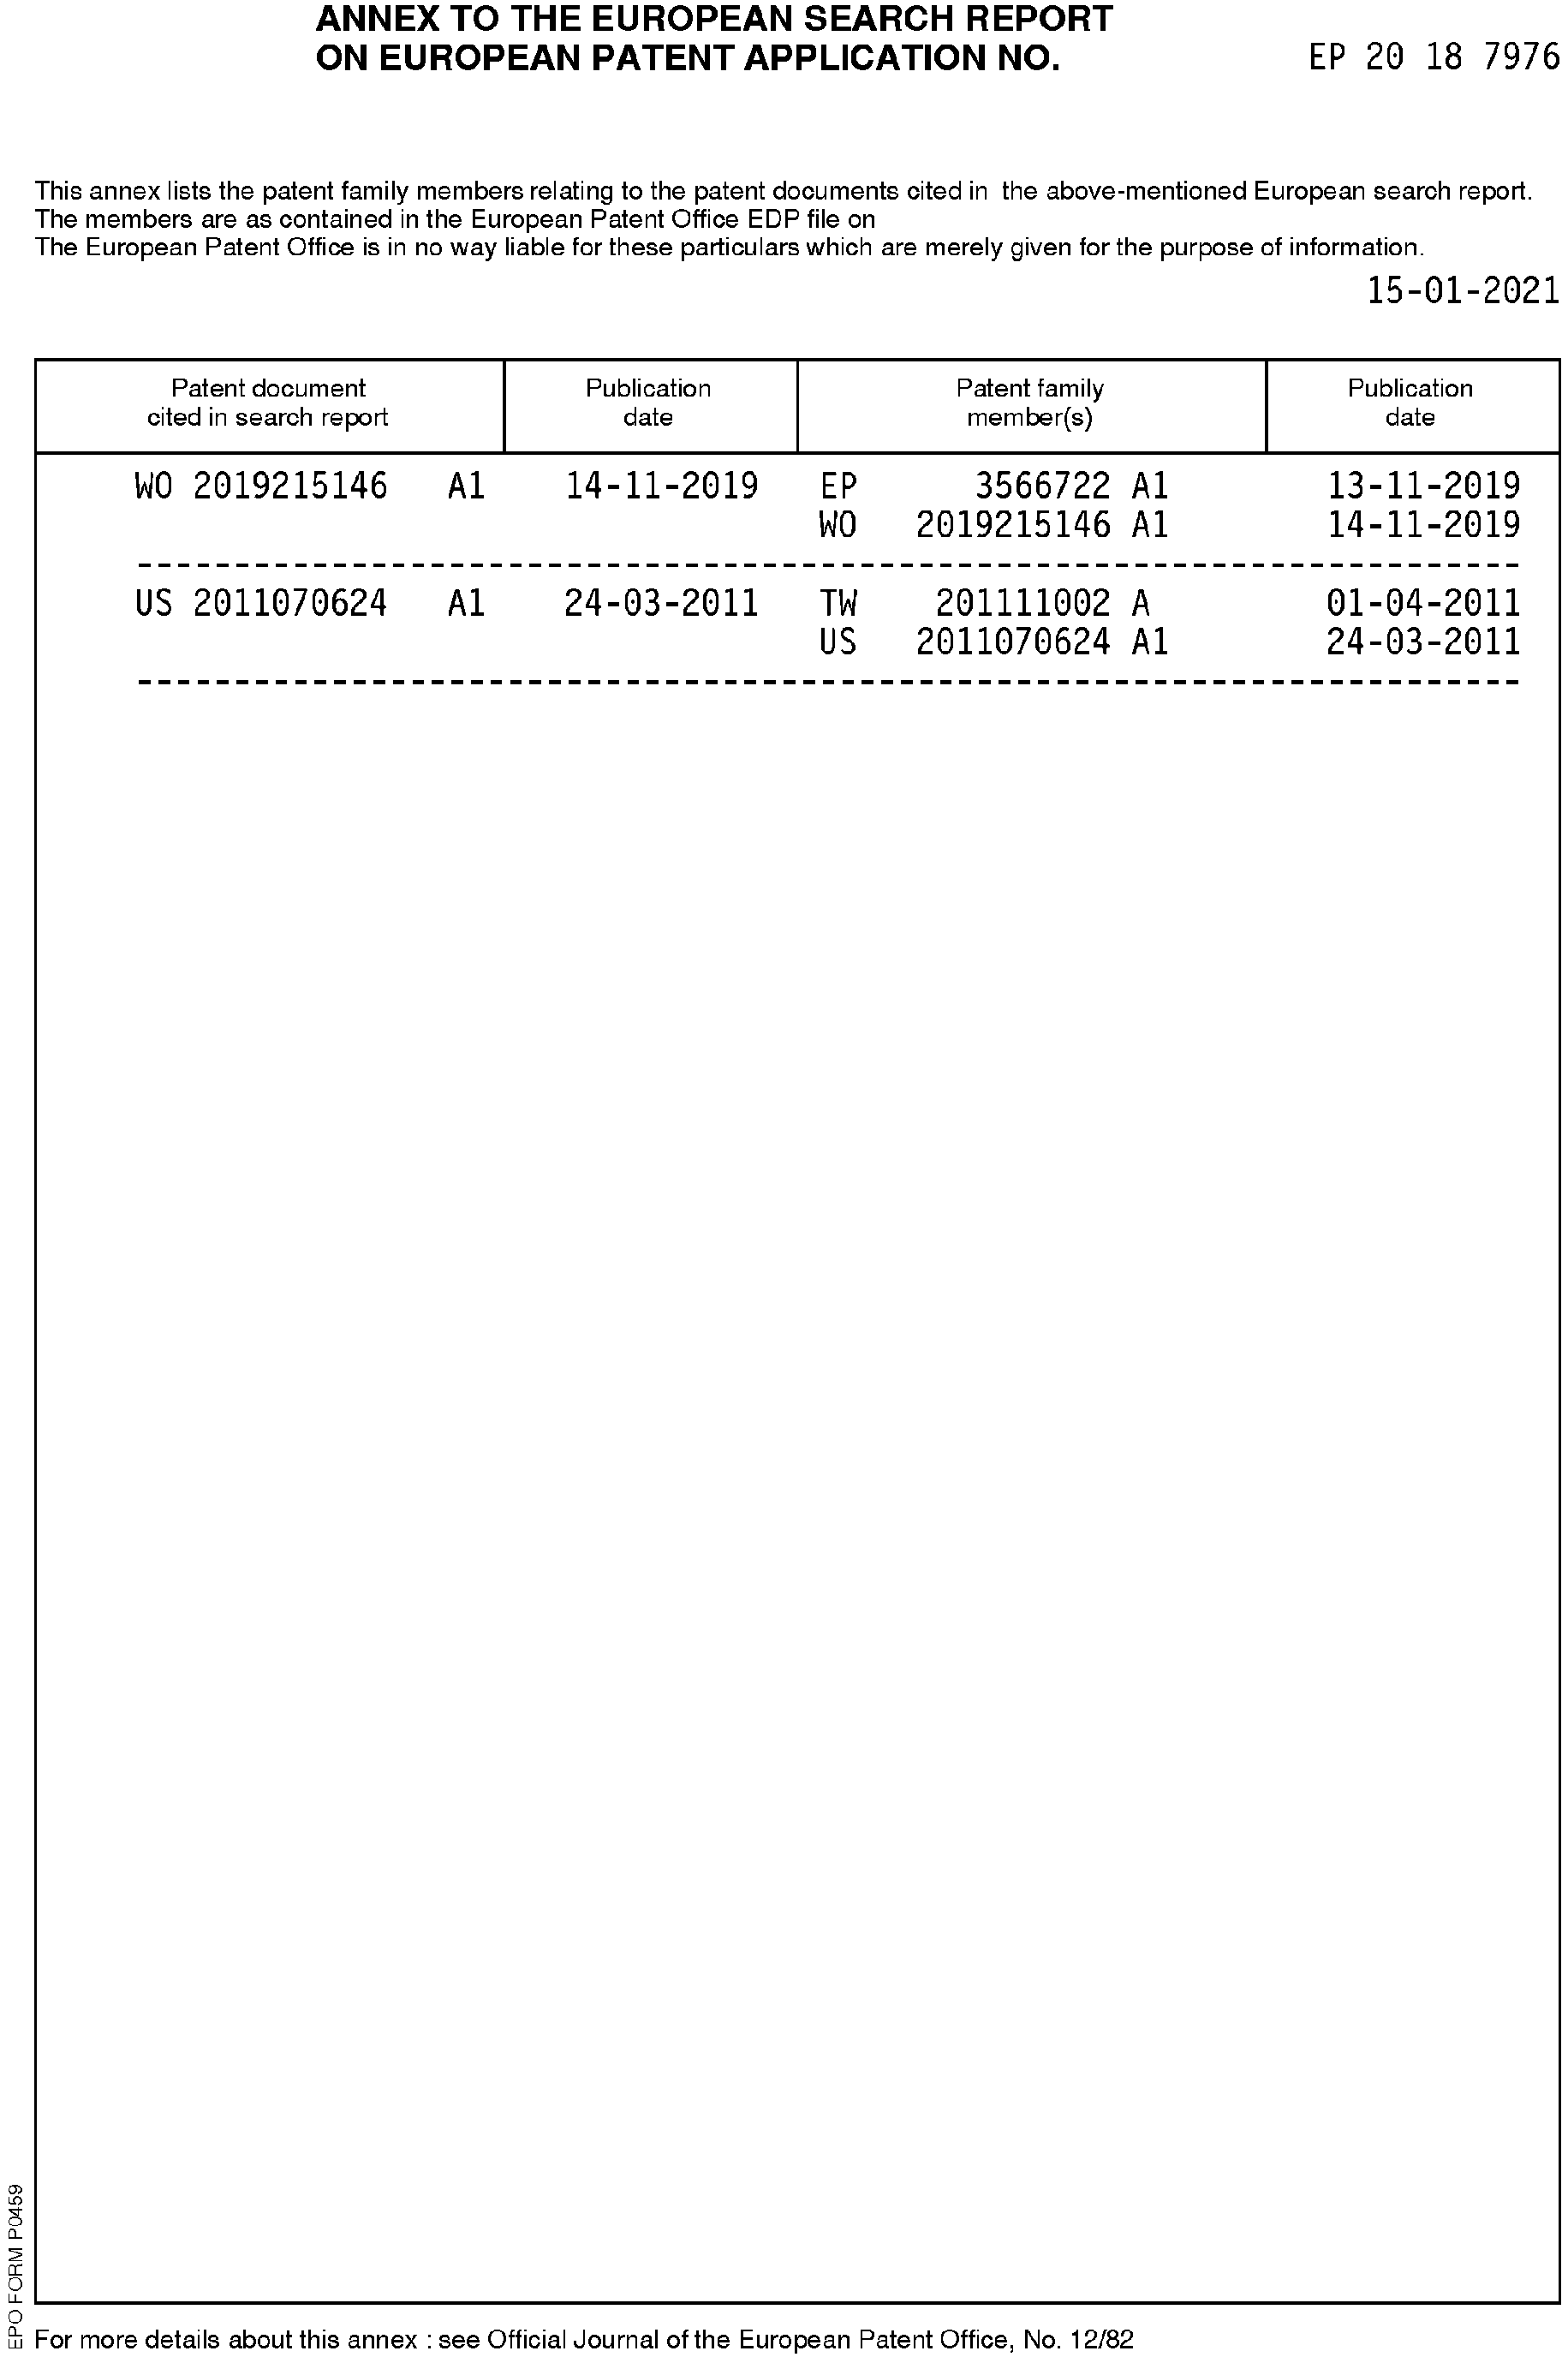 ANNEX TO THE EUROPEAN SEARCH REPORT
ON EUROPEAN PATENT APPLICATION NO. EP 20 18 7976
This annex lists the patent family members relating to the patent documents cited in the above-mentioned European search report.
The members are as contained in the European Patent Office EDP file on
The European Patent Office is in no way liable for these particulars which are merely given for the purpose of information.
15-01-2021
Patent document Publication Patent family Publication
cited in search report date member(s) date
WO 2019215146 A1 14-11-2019 EP 3566722 A1 13-11-2019
WO 2019215146 A1 14-11-2019
US 2011070624 A1 24-03-2011 TW 201111002 A 01-04-2011
US 2011070624 A1 24-03-2011
EPO FORM P0459
For more details about this annex : see Official Journal of the European Patent Office, No. 12/82